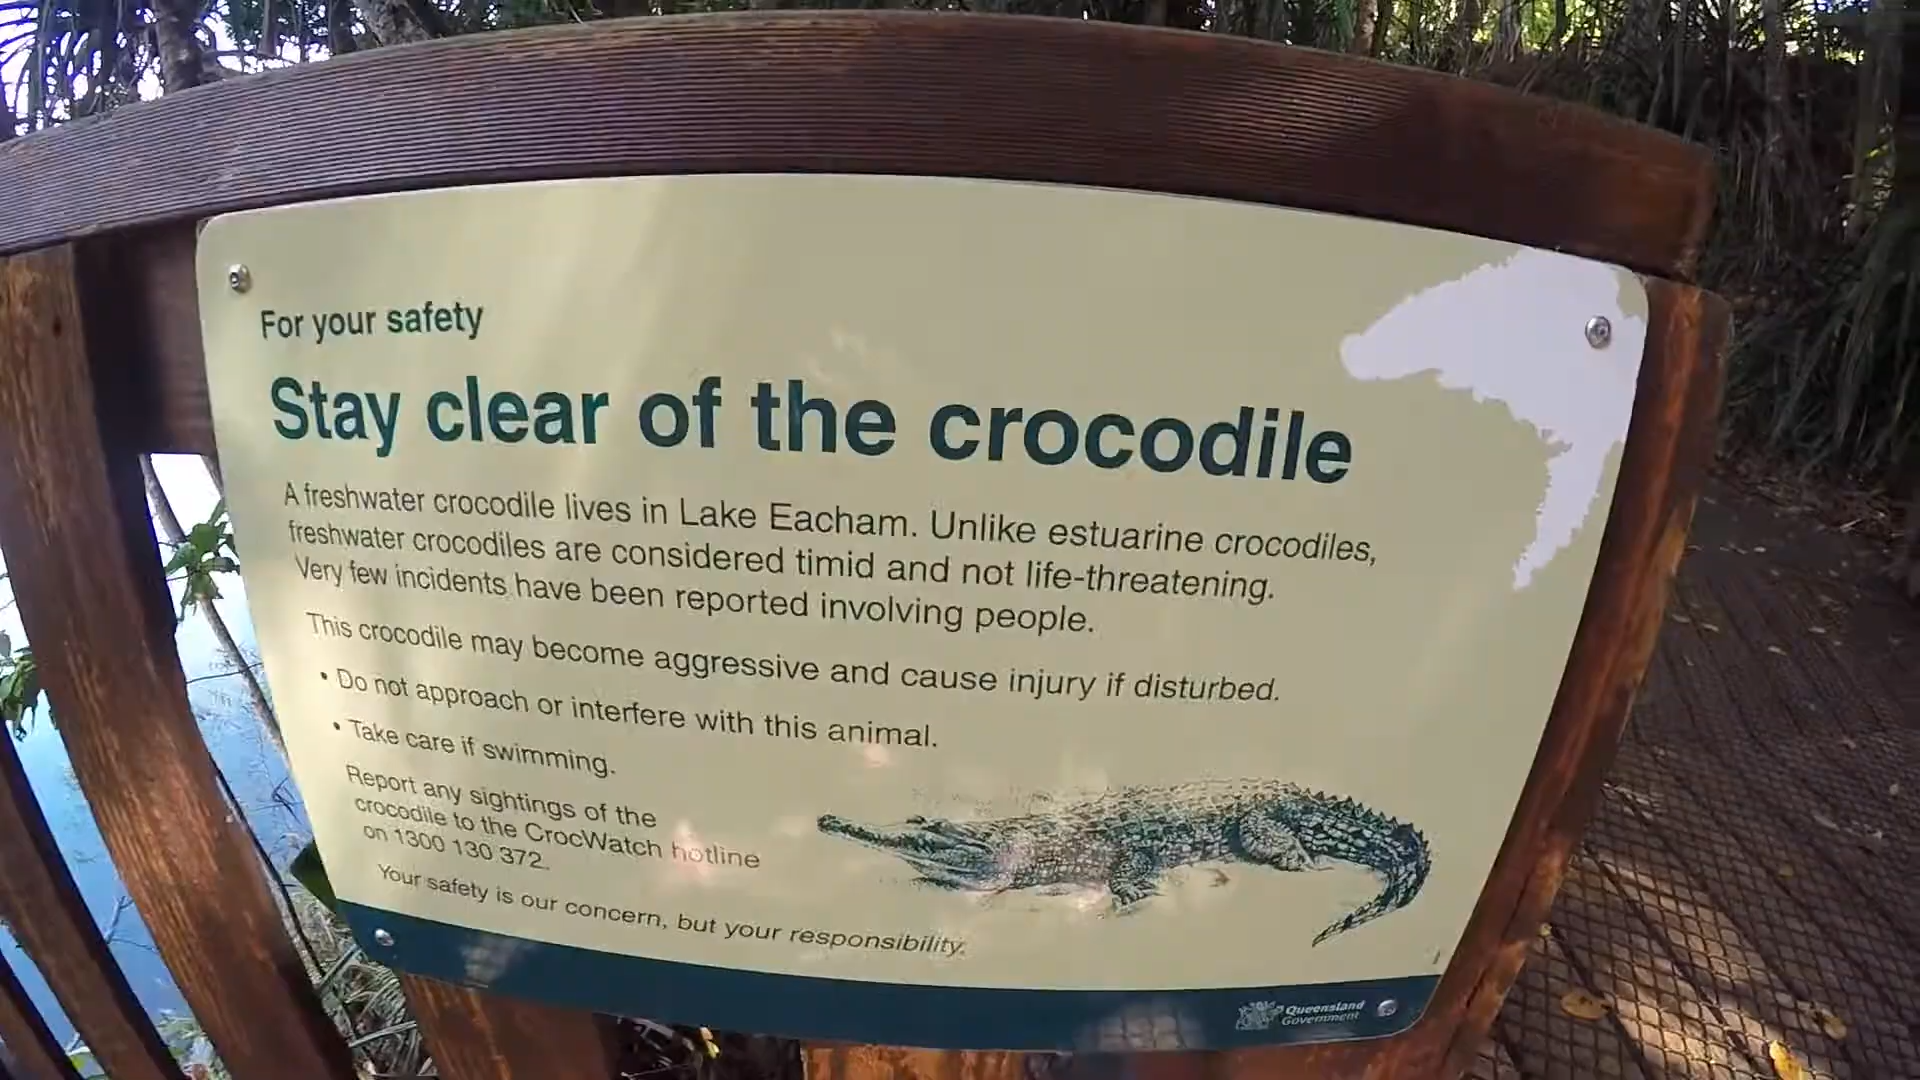 For your safety
Stay clear of the crocodile
A freshwater crocodile lives in Lake Eacham. Unlike estuarine crocodiles,
freshwater crocodiles are considered timid and not life-threatening.
Very few incidents have been reported involving people.
This crocodile may become aggressive and cause injury if disturbed.
• Do not approach or interfere with this animal.
• Take care if swimming.
Report any sightings of the
crocodile to the CrocWatch hotline
on 1300 130 372.
Your safety is our concern, but your responsibility.
Queensland
Government